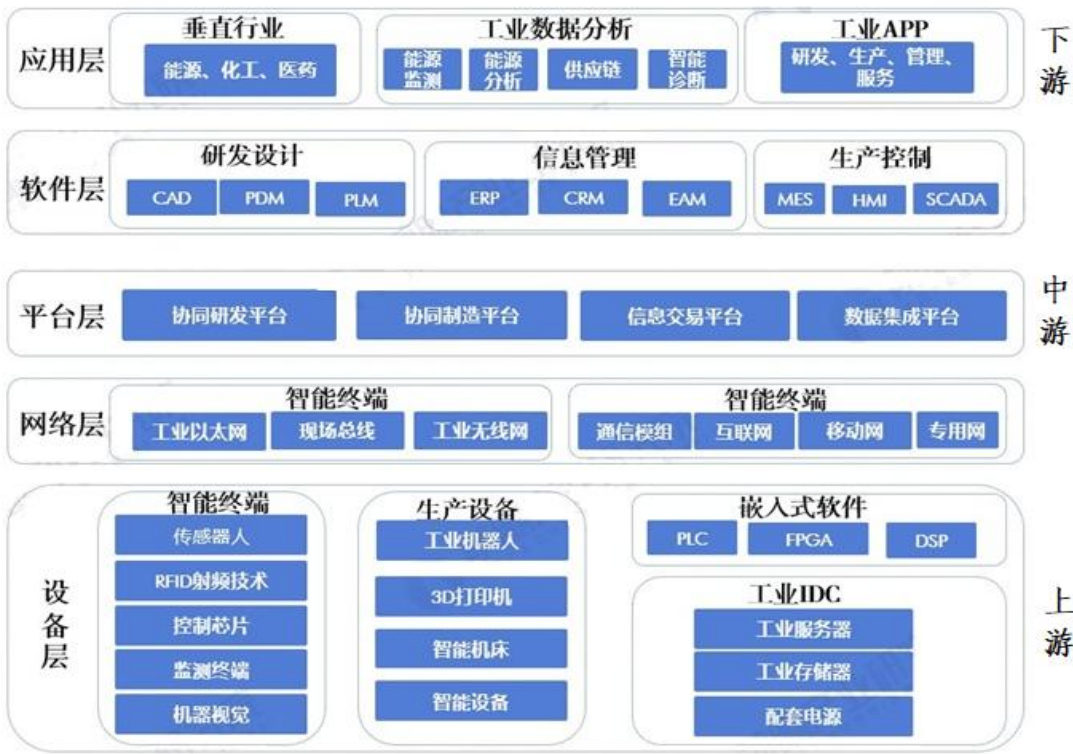 应用层
垂直行业
能源、化工、医药
工业数据分析
能源
监测
能源
分析
供应链
智能
诊断
工业APP
研发、生产、管理、
服务
下
游
软件层
研发设计
CAD
PDM
PLM
信息管理
ERP
CRM
EAM
生产控制
MES
HMI
SCADA
平台层
协同研发平台
协同制造平台
信息交易平台
数据集成平台
中
游
网络层
智能终端
工业以太网
现场总线
工业无线网
智能终端
通信模组
互联网
移动网
专用网
设
备
层
智能终端
传感器人
RFID射频技术
控制芯片
监测终端
机器视觉
生产设备
工业机器人
3D打印机
智能机床
智能设备
嵌入式软件
PLC
FPGA
DSP
工业IDC
工业服务器
工业存储器
配套电源
上
游